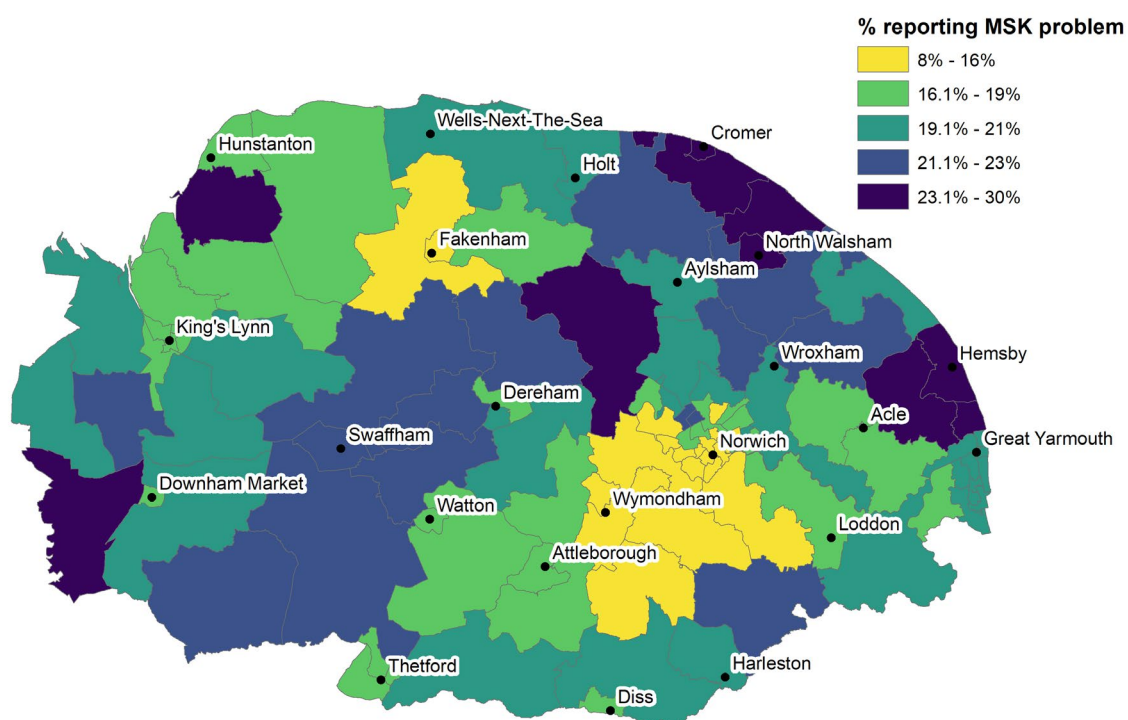 % reporting MSK problem
8% - 16%
16.1% - 19%
19.1% - 21%
21.1% - 23%
23.1% - 30%
Wells-Next-The-Sea
Cromer
Hunstanton
Holt
Fakenham
North Walsham
Aylsham
King's Lynn
Wroxham
Hemsby
Dereham
Acle
Swaffham
Norwich
Great Yarmouth
Downham Market
Watton
Wymondham
Loddon
Attleborough
Thetford
Harleston
Diss